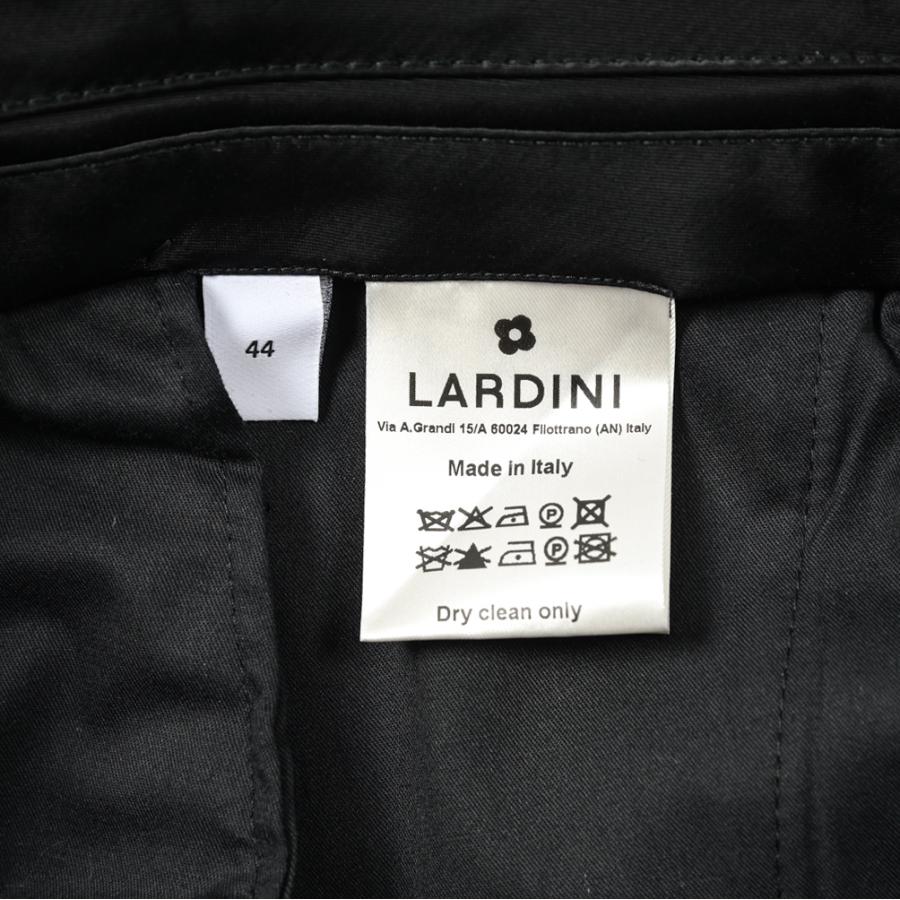 44
LARDINI
Via A.Grandi 15/A 60024 Filottrano (AN) Italy
Made in Italy
P
P
Dry clean only